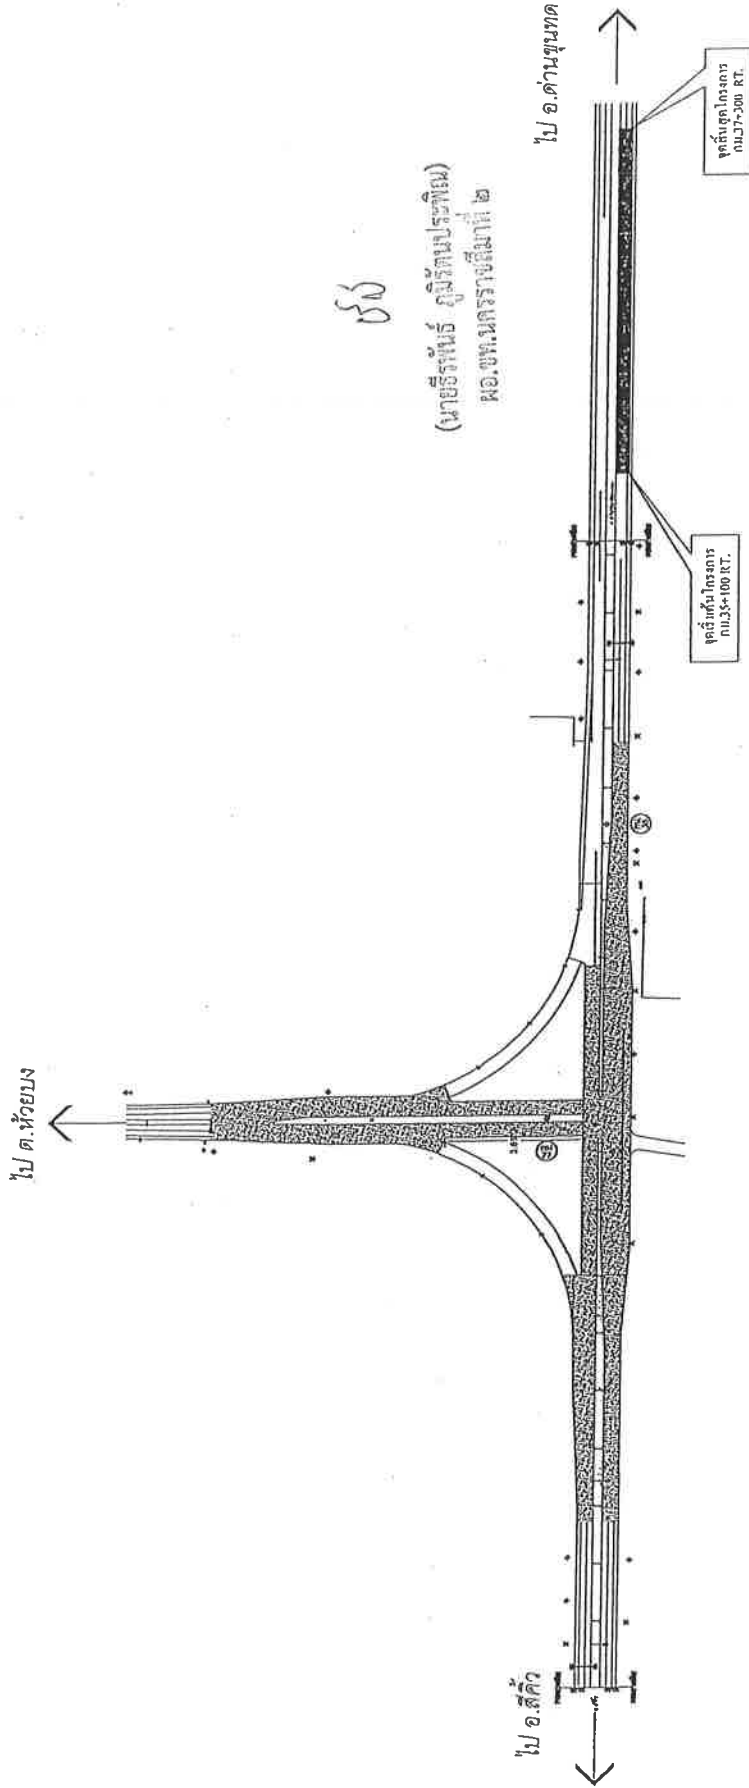 ไป ต.ห้วยบง
ไป อ.สีคิ้ว
ไป อ.ด่านขุนทด
(นายธีรพันธ์ ภูมิรัตนประพิณ)
ผอ.ขท.นครราชสีมาที่ ๒
จุดเริ่มต้นโครงการ
กม.35+100 RT.
จุดสิ้นสุดโครงการ
กม.37+300 RT.